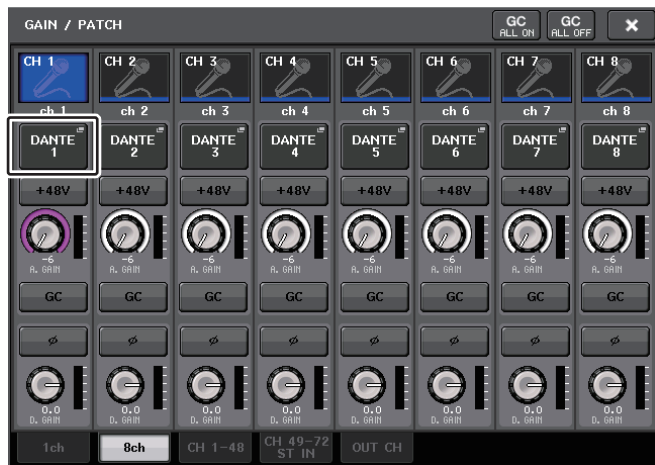 GAIN / PATCH
GC ALL ON
GC ALL OFF
×
CH 1 CH 2 CH 3 CH 4 CH 5 CH 6 CH 7 CH 8
ch 1 ch 2 ch 3 ch 4 ch 5 ch 6 ch 7 ch 8
DANTE 1 DANTE 2 DANTE 3 DANTE 4 DANTE 5 DANTE 6 DANTE 7 DANTE 8
+48V +48V +48V +48V +48V +48V +48V +48V
-6 -6 -6 -6 -6 -6 -6 -6
A. GAIN A. GAIN A. GAIN A. GAIN A. GAIN A. GAIN A. GAIN A. GAIN
GC GC GC GC GC GC GC GC
ø ø ø ø ø ø ø ø
0.0 0.0 0.0 0.0 0.0 0.0 0.0 0.0
D. GAIN D. GAIN D. GAIN D. GAIN D. GAIN D. GAIN D. GAIN D. GAIN
1ch 8ch CH 1-48 CH 49-72 ST IN OUT CH